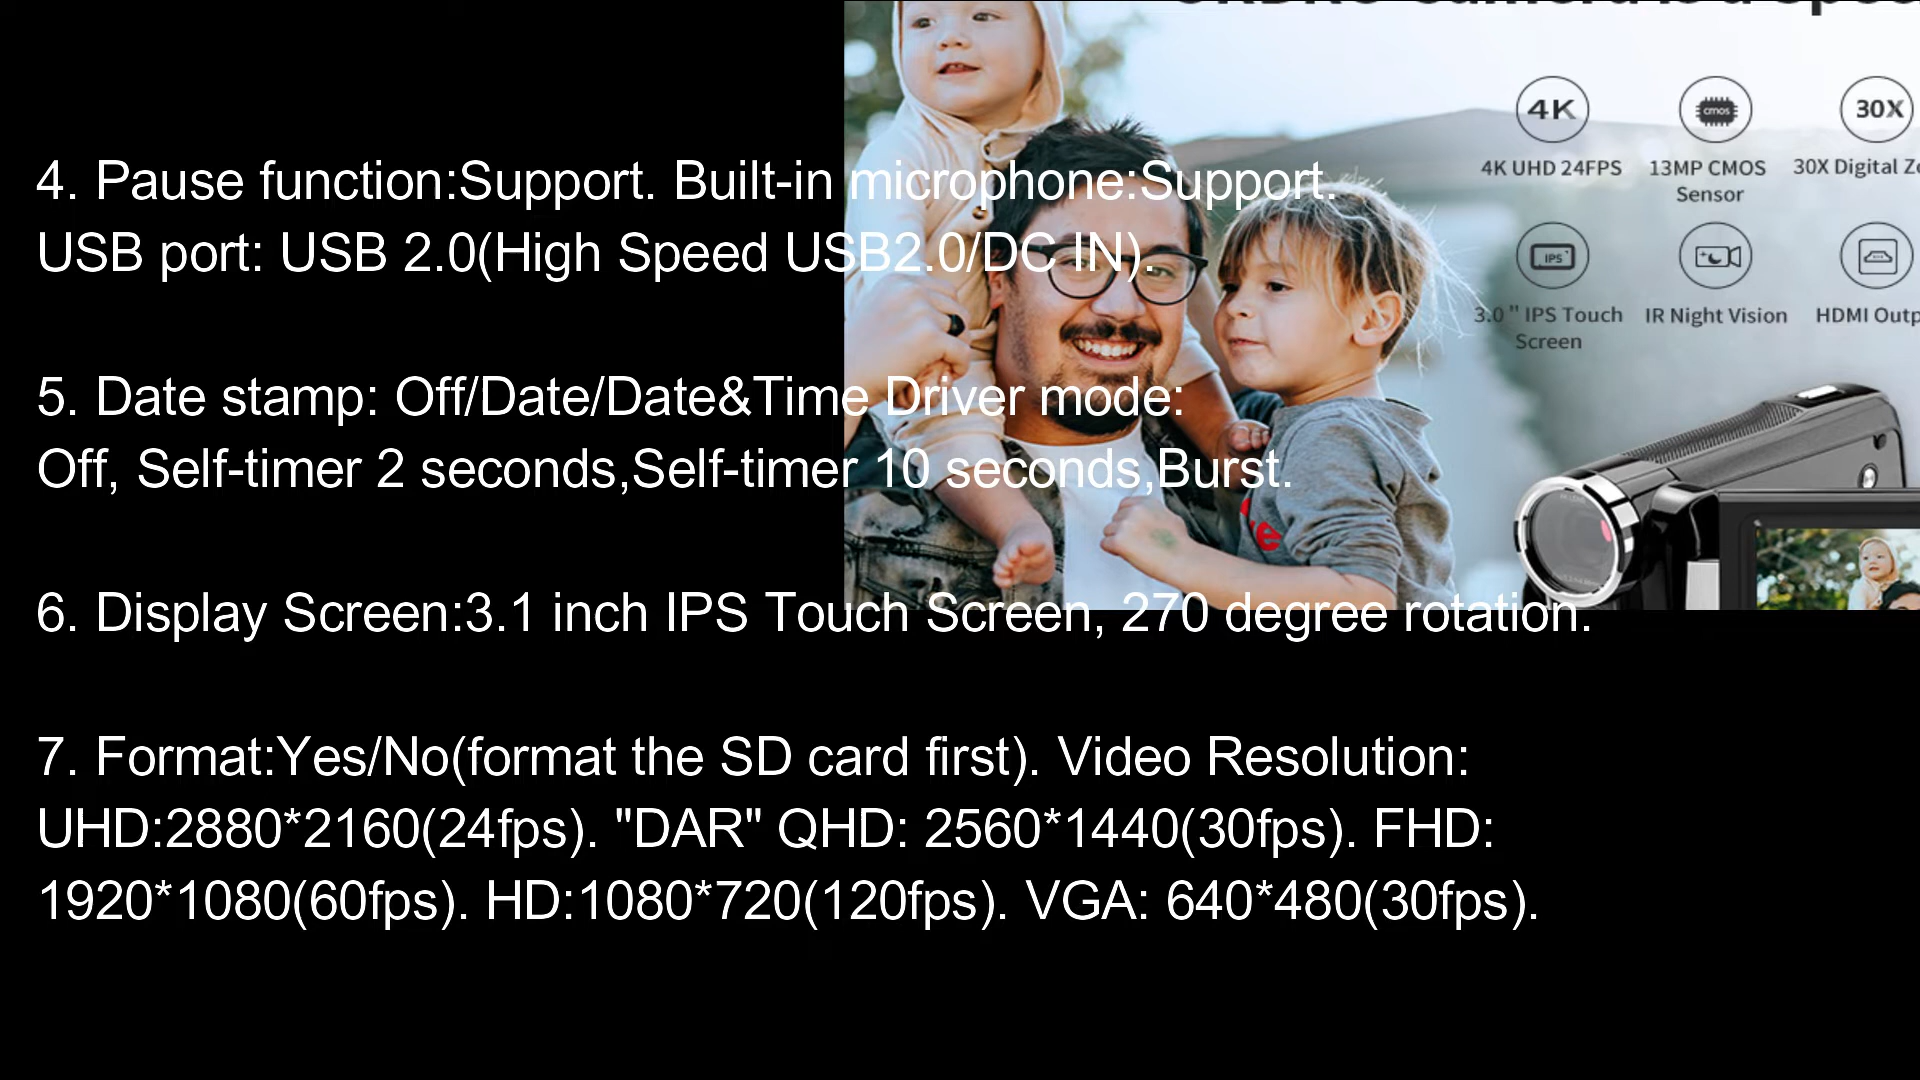 4. Pause function:Support. Built-in microphone:Support.
USB port: USB 2.0(High Speed USB2.0/DC IN).
5. Date stamp: Off/Date/Date&Time Driver mode:
Off, Self-timer 2 seconds,Self-timer 10 seconds,Burst.
6. Display Screen:3.1 inch IPS Touch Screen, 270 degree rotation.
7. Format:Yes/No(format the SD card first). Video Resolution:
UHD:2880*2160(24fps). "DAR" QHD: 2560*1440(30fps). FHD:
1920*1080(60fps). HD:1080*720(120fps). VGA: 640*480(30fps).
4K
cmos
30X
4K UHD 24FPS
13MP CMOS
Sensor
30X Digital
IPS
3.0 " IPS Touch
Screen
IR Night Vision
HDMI